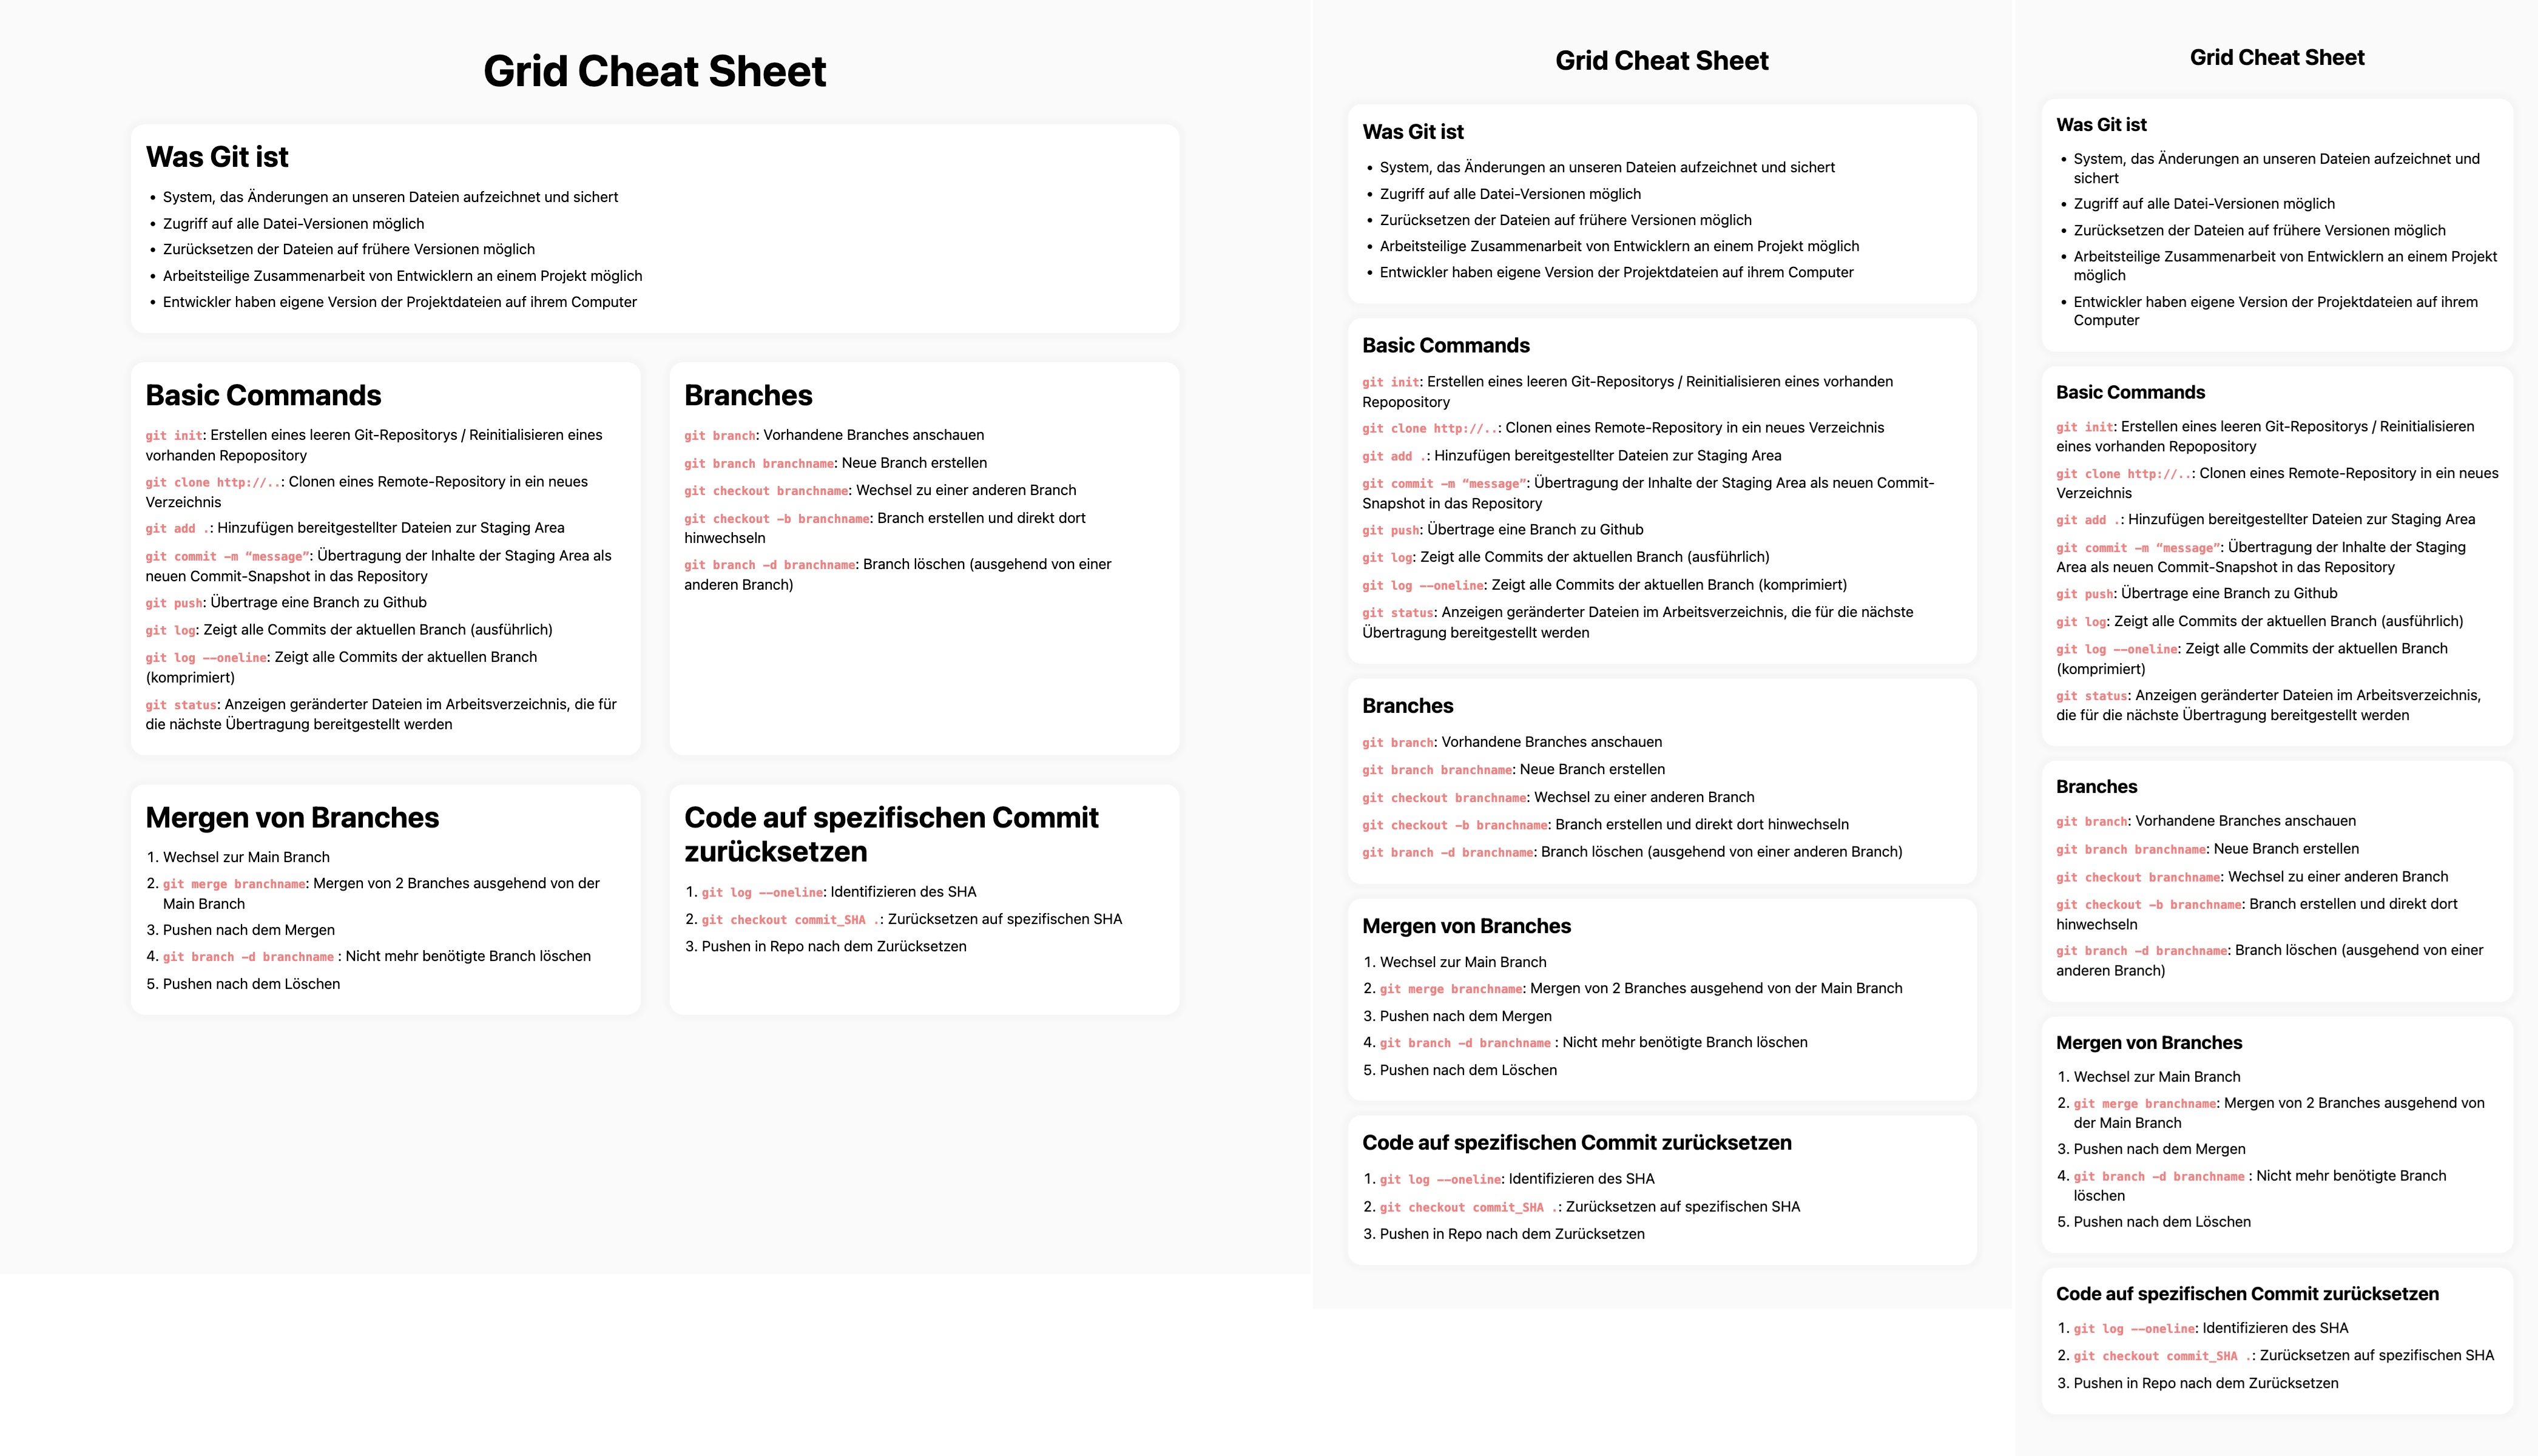 Grid Cheat Sheet
Was Git ist
• System, das Änderungen an unseren Dateien aufzeichnet und sichert
• Zugriff auf alle Datei-Versionen möglich
• Zurücksetzen der Dateien auf frühere Versionen möglich
• Arbeitsteilige Zusammenarbeit von Entwicklern an einem Projekt möglich
• Entwickler haben eigene Version der Projektdateien auf ihrem Computer
Basic Commands
git init: Erstellen eines leeren Git-Repositorys / Reinitialisieren eines
vorhanden Repopository
git clone http://..: Clonen eines Remote-Repository in ein neues
Verzeichnis
git add .: Hinzufügen bereitgestellter Dateien zur Staging Area
git commit -m “message”: Übertragung der Inhalte der Staging Area als
neuen Commit-Snapshot in das Repository
git push: Übertrage eine Branch zu Github
git log: Zeigt alle Commits der aktuellen Branch (ausführlich)
git log --oneline: Zeigt alle Commits der aktuellen Branch
(komprimiert)
git status: Anzeigen geränderter Dateien im Arbeitsverzeichnis, die für
die nächste Übertragung bereitgestellt werden
Branches
git branch: Vorhandene Branches anschauen
git branch branchname: Neue Branch erstellen
git checkout branchname: Wechsel zu einer anderen Branch
git checkout -b branchname: Branch erstellen und direkt dort
hinwechseln
git branch -d branchname: Branch löschen (ausgehend von einer
anderen Branch)
Mergen von Branches
1. Wechsel zur Main Branch
2. git merge branchname: Mergen von 2 Branches ausgehend von der
Main Branch
3. Pushen nach dem Mergen
4. git branch -d branchname : Nicht mehr benötigte Branch löschen
5. Pushen nach dem Löschen
Code auf spezifischen Commit
zurücksetzen
1. git log --oneline: Identifizieren des SHA
2. git checkout commit_SHA .: Zurücksetzen auf spezifischen SHA
3. Pushen in Repo nach dem Zurücksetzen
Grid Cheat Sheet
Was Git ist
• System, das Änderungen an unseren Dateien aufzeichnet und sichert
• Zugriff auf alle Datei-Versionen möglich
• Zurücksetzen der Dateien auf frühere Versionen möglich
• Arbeitsteilige Zusammenarbeit von Entwicklern an einem Projekt möglich
• Entwickler haben eigene Version der Projektdateien auf ihrem Computer
Basic Commands
git init: Erstellen eines leeren Git-Repositorys / Reinitialisieren eines vorhanden
Repopository
git clone http://..: Clonen eines Remote-Repository in ein neues Verzeichnis
git add .: Hinzufügen bereitgestellter Dateien zur Staging Area
git commit -m “message”: Übertragung der Inhalte der Staging Area als neuen Commit-
Snapshot in das Repository
git push: Übertrage eine Branch zu Github
git log: Zeigt alle Commits der aktuellen Branch (ausführlich)
git log --oneline: Zeigt alle Commits der aktuellen Branch (komprimiert)
git status: Anzeigen geränderter Dateien im Arbeitsverzeichnis, die für die nächste
Übertragung bereitgestellt werden
Branches
git branch: Vorhandene Branches anschauen
git branch branchname: Neue Branch erstellen
git checkout branchname: Wechsel zu einer anderen Branch
git checkout -b branchname: Branch erstellen und direkt dort hinwechseln
git branch -d branchname: Branch löschen (ausgehend von einer anderen Branch)
Mergen von Branches
1. Wechsel zur Main Branch
2. git merge branchname: Mergen von 2 Branches ausgehend von der Main Branch
3. Pushen nach dem Mergen
4. git branch -d branchname : Nicht mehr benötigte Branch löschen
5. Pushen nach dem Löschen
Code auf spezifischen Commit zurücksetzen
1. git log --oneline: Identifizieren des SHA
2. git checkout commit_SHA .: Zurücksetzen auf spezifischen SHA
3. Pushen in Repo nach dem Zurücksetzen
Grid Cheat Sheet
Was Git ist
• System, das Änderungen an unseren Dateien aufzeichnet und
sichert
• Zugriff auf alle Datei-Versionen möglich
• Zurücksetzen der Dateien auf frühere Versionen möglich
• Arbeitsteilige Zusammenarbeit von Entwicklern an einem Projekt
möglich
• Entwickler haben eigene Version der Projektdateien auf ihrem
Computer
Basic Commands
git init: Erstellen eines leeren Git-Repositorys / Reinitialisieren
eines vorhanden Repopository
git clone http://..: Clonen eines Remote-Repository in ein neues
Verzeichnis
git add .: Hinzufügen bereitgestellter Dateien zur Staging Area
git commit -m “message”: Übertragung der Inhalte der Staging
Area als neuen Commit-Snapshot in das Repository
git push: Übertrage eine Branch zu Github
git log: Zeigt alle Commits der aktuellen Branch (ausführlich)
git log --oneline: Zeigt alle Commits der aktuellen Branch
(komprimiert)
git status: Anzeigen geränderter Dateien im Arbeitsverzeichnis,
die für die nächste Übertragung bereitgestellt werden
Branches
git branch: Vorhandene Branches anschauen
git branch branchname: Neue Branch erstellen
git checkout branchname: Wechsel zu einer anderen Branch
git checkout -b branchname: Branch erstellen und direkt dort
hinwechseln
git branch -d branchname: Branch löschen (ausgehend von einer
anderen Branch)
Mergen von Branches
1. Wechsel zur Main Branch
2. git merge branchname: Mergen von 2 Branches ausgehend von
der Main Branch
3. Pushen nach dem Mergen
4. git branch -d branchname : Nicht mehr benötigte Branch
löschen
5. Pushen nach dem Löschen
Code auf spezifischen Commit zurücksetzen
1. git log --oneline: Identifizieren des SHA
2. git checkout commit_SHA .: Zurücksetzen auf spezifischen SHA
3. Pushen in Repo nach dem Zurücksetzen